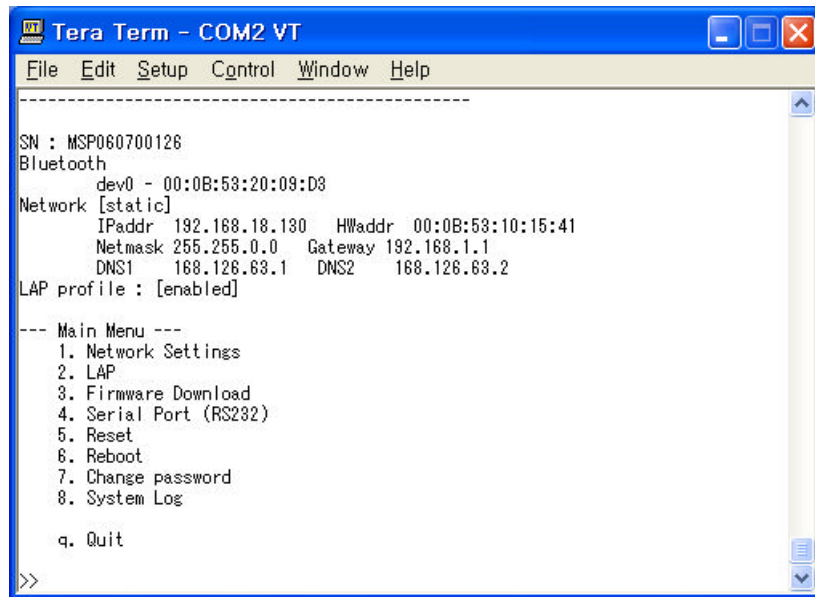 Tera Term - COM2 VT
File Edit Setup Control Window Help
-----------------------------------------------
SN : MSP060700126
Bluetooth
dev0 - 00:0B:53:20:09:D3
Network [static]
IPaddr 192.168.18.130 HWaddr 00:0B:53:10:15:41
Netmask 255.255.0.0 Gateway 192.168.1.1
DNS1 168.126.63.1 DNS2 168.126.63.2
LAP profile : [enabled]
--- Main Menu ---
1. Network Settings
2. LAP
3. Firmware Download
4. Serial Port (RS232)
5. Reset
6. Reboot
7. Change password
8. System Log
q. Quit
>>